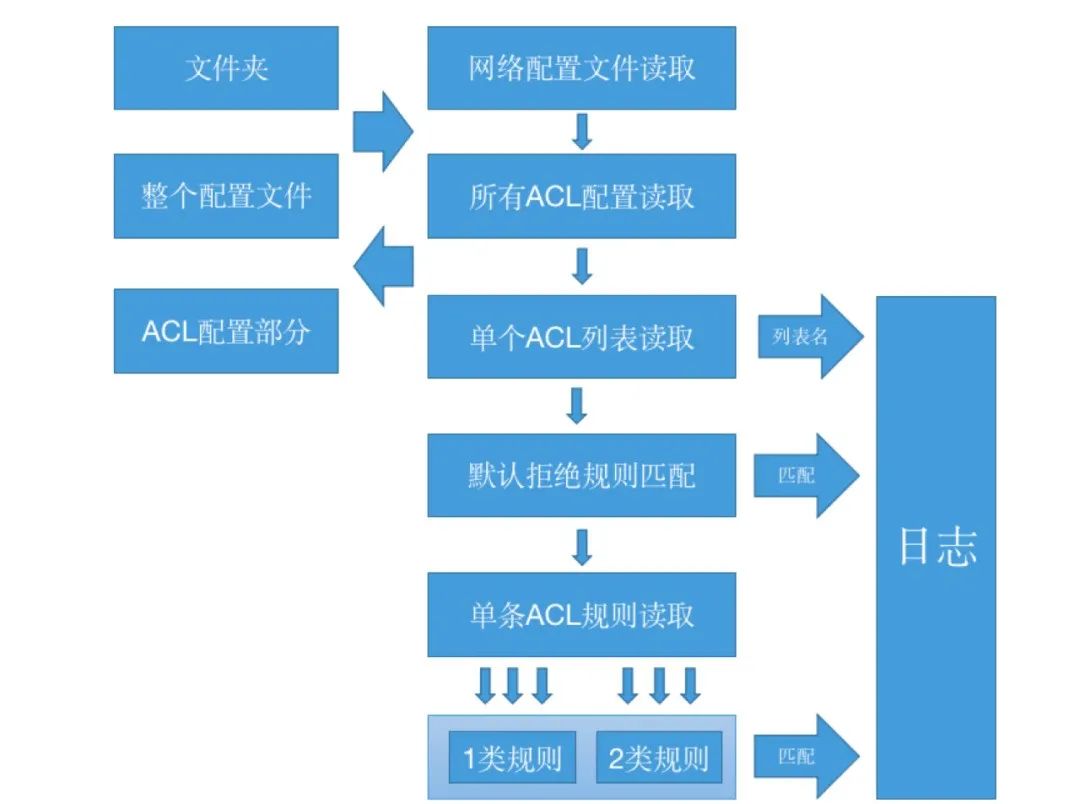 文件夹
网络配置文件读取
整个配置文件
所有ACL配置读取
ACL配置部分
单个ACL列表读取
列表名
默认拒绝规则匹配
匹配
日志
单条ACL规则读取
1类规则
2类规则
匹配